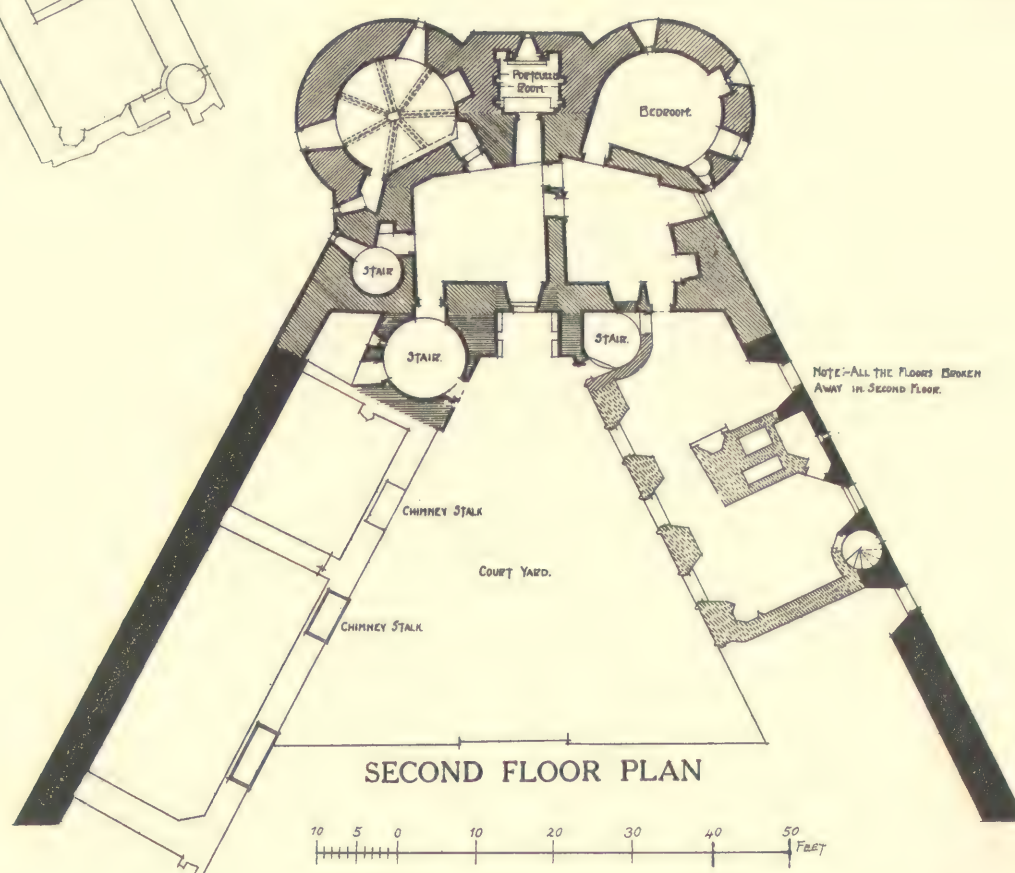 PORTCULLIS
ROOM.
BEDROOM.
STAIR
STAIR.
STAIR.
NOTE:-ALL THE FLOORS BROKEN
AWAY IN SECOND FLOOR.
CHIMNEY STALK
COURT YARD.
CHIMNEY STALK
SECOND FLOOR PLAN
10 5 0 10 20 30 40 50 FEET